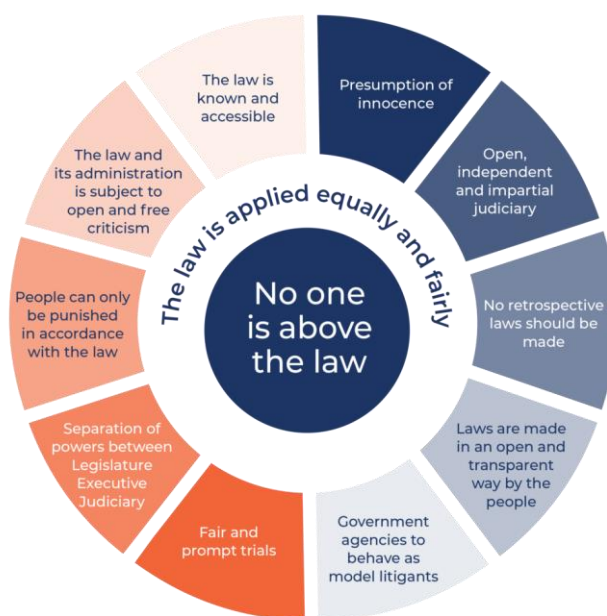 No one
is above
the law
The law is applied equally and fairly
Presumption of
innocence
Open,
independent
and impartial
judiciary
No retrospective
laws should be
made
Laws are made
in an open and
transparent
way by the
people
Government
agencies to
behave as
model litigants
Fair and
prompt trials
Separation of
powers between
Legislature
Executive
Judiciary
People can only
be punished
in accordance
with the law
The law and
its administration
is subject to
open and free
criticism
The law is
known and
accessible